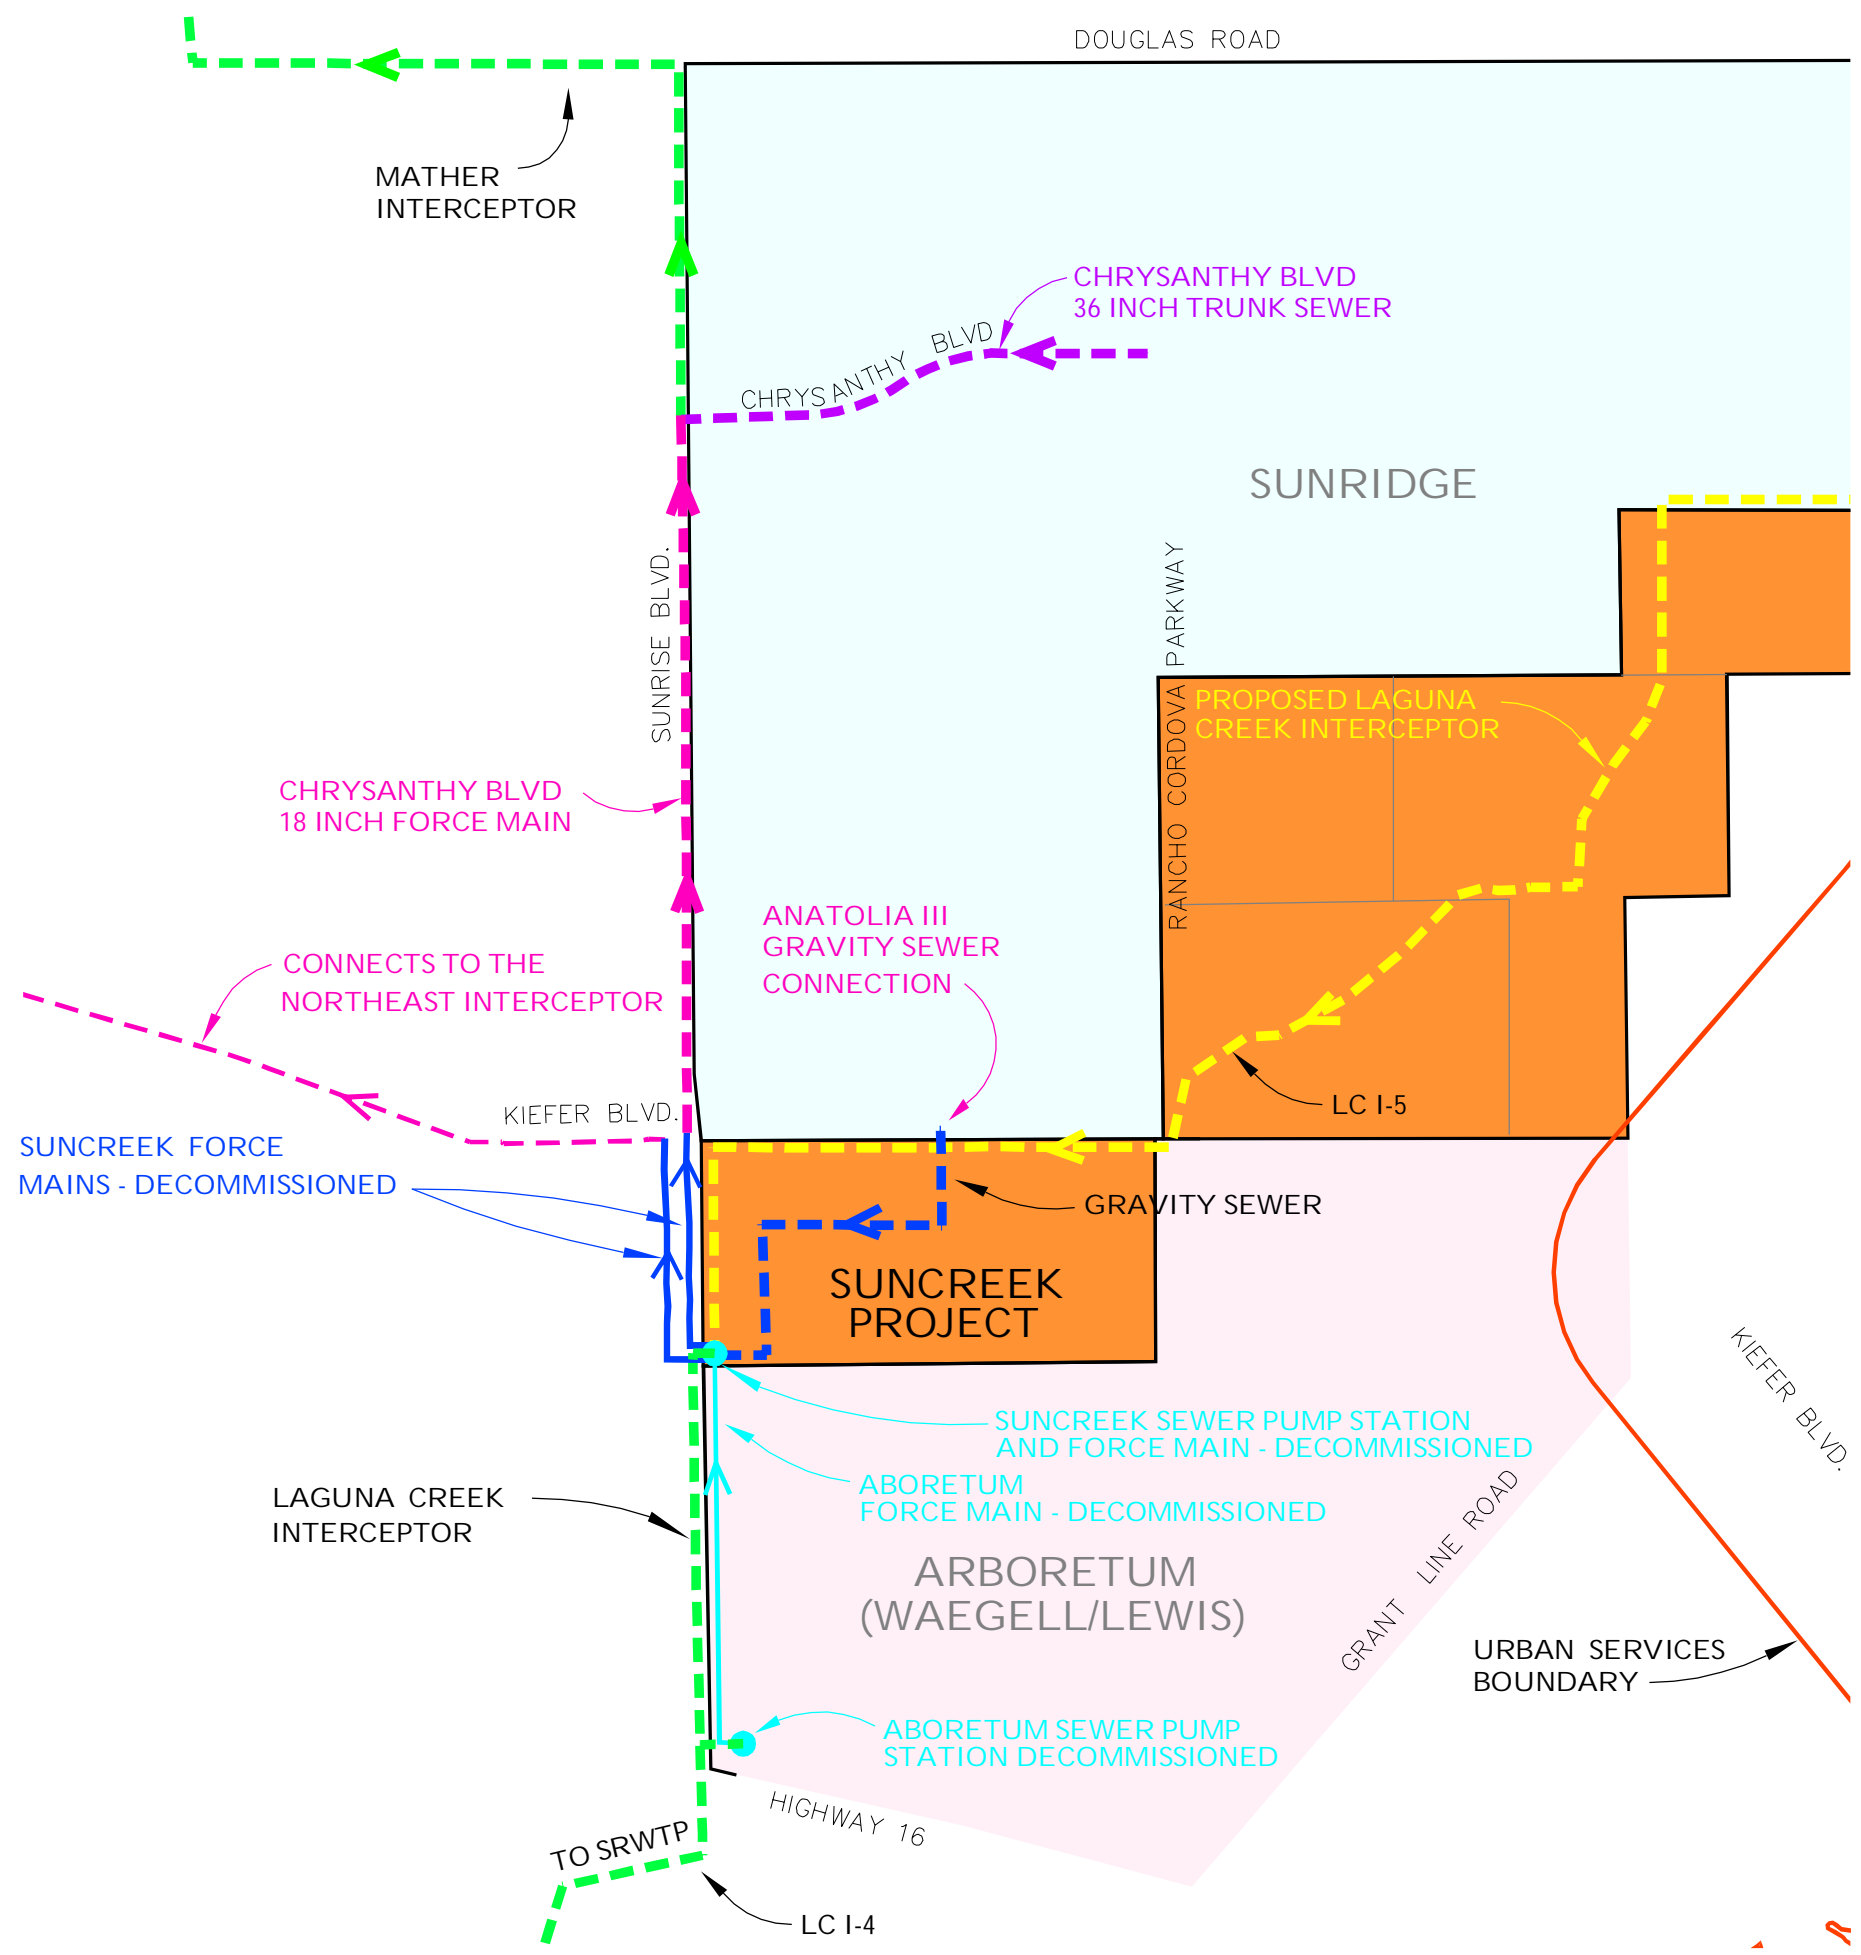 DOUGLAS ROAD
MATHER
INTERCEPTOR
CHRYSANTHY BLVD
36 INCH TRUNK SEWER
CHRYSANTHY BLVD
SUNRIDGE
SUNRISE BLVD.
RANCHO CORDOVA PARKWAY
PROPOSED LAGUNA
CREEK INTERCEPTOR
CHRYSANTHY BLVD
18 INCH FORCE MAIN
ANATOLIA III
GRAVITY SEWER
CONNECTION
CONNECTS TO THE
NORTHEAST INTERCEPTOR
LC I-5
KIEFER BLVD.
SUNCREEK FORCE
MAINS - DECOMMISSIONED
GRAVITY SEWER
SUNCREEK
PROJECT
KIEFER BLVD.
SUNCREEK SEWER PUMP STATION
AND FORCE MAIN - DECOMMISSIONED
ABORETUM
FORCE MAIN - DECOMMISSIONED
LAGUNA CREEK
INTERCEPTOR
ARBORETUM
(WAEGELL/LEWIS)
GRANT LINE ROAD
URBAN SERVICES
BOUNDARY
ABORETUM SEWER PUMP
STATION DECOMMISSIONED
HIGHWAY 16
TO SRWTP
LC I-4